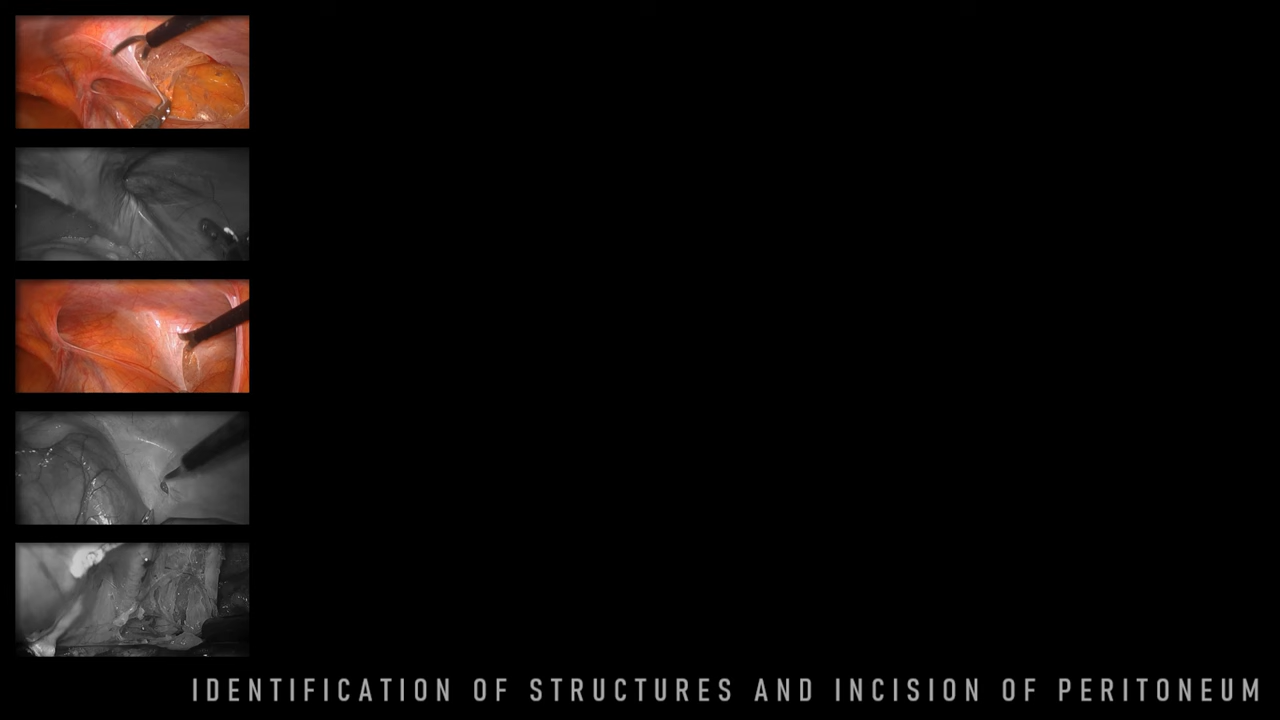 IDENTIFICATION OF STRUCTURES AND INCISION OF PERITONEUM